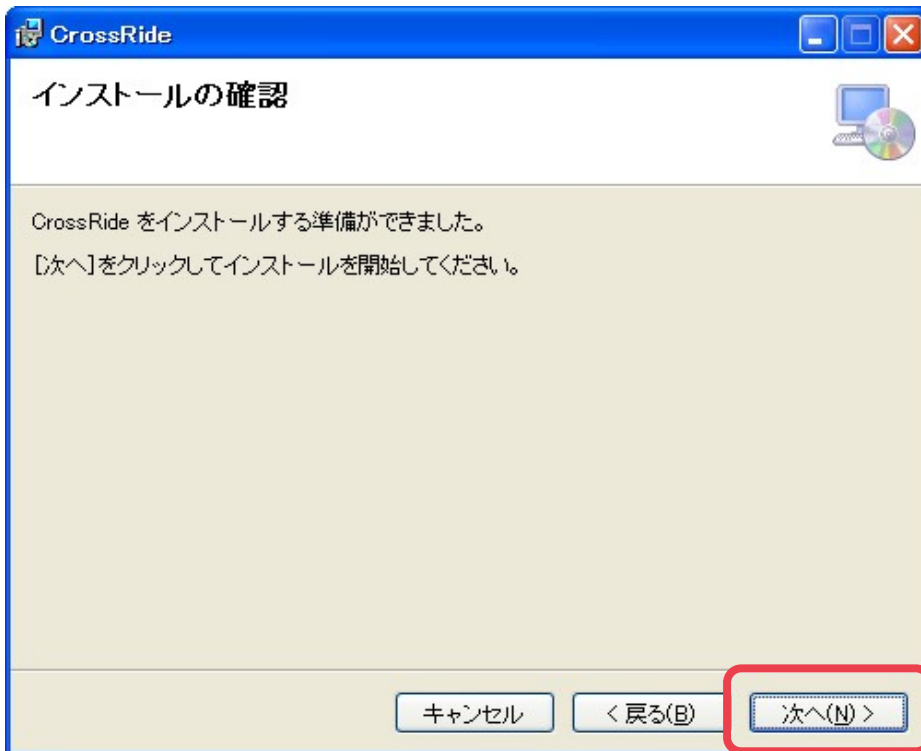 CrossRide
インストールの確認
CrossRide をインストールする準備ができました。
[次へ]をクリックしてインストールを開始してください。
キャンセル
< 戻る(B)
次へ(N) >